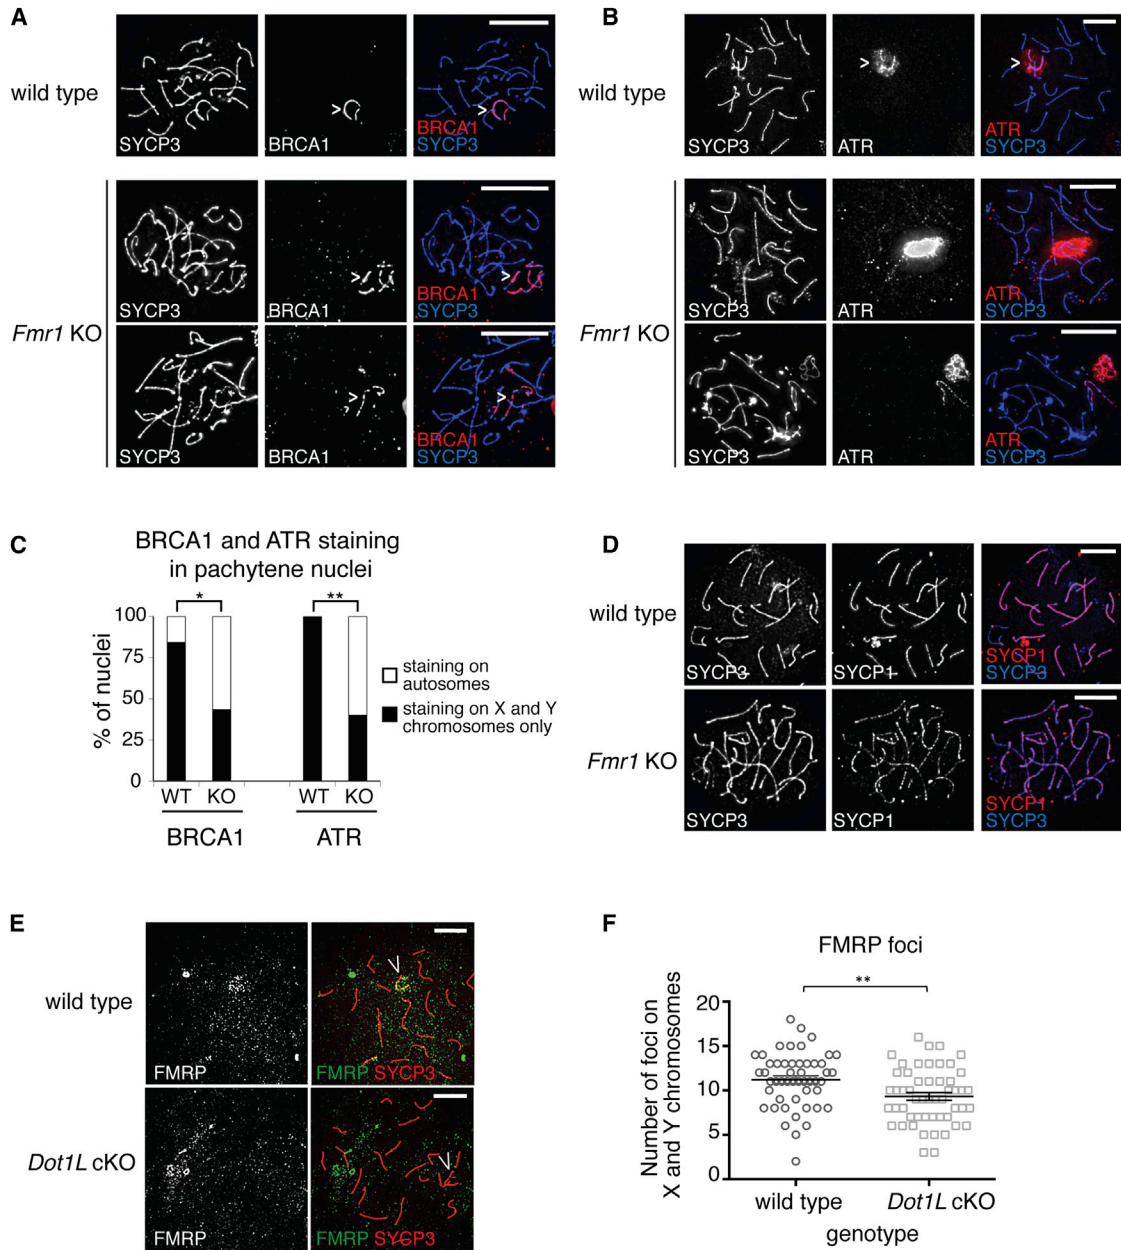 A
wild type
SYCP3
BRCA1
BRCA1
SYCP3
>
>
Fmr1 KO
SYCP3
BRCA1
BRCA1
SYCP3
>
>
SYCP3
BRCA1
BRCA1
SYCP3
>
>
B
wild type
SYCP3
ATR
ATR
SYCP3
>
>
Fmr1 KO
SYCP3
ATR
ATR
SYCP3
SYCP3
ATR
ATR
SYCP3
C
BRCA1 and ATR staining
in pachytene nuclei
% of nuclei
100
75
50
25
0
*
**
WT
KO
WT
KO
BRCA1
ATR
staining on
autosomes
staining on X and Y
chromosomes only
D
wild type
SYCP3
SYCP1
SYCP1
SYCP3
Fmr1 KO
SYCP3
SYCP1
SYCP1
SYCP3
E
wild type
FMRP
FMRP SYCP3
Dot1L cKO
FMRP
FMRP SYCP3
F
FMRP foci
**
Number of foci on
X and Y chromosomes
20
15
10
5
0
wild type
Dot1L cKO
genotype